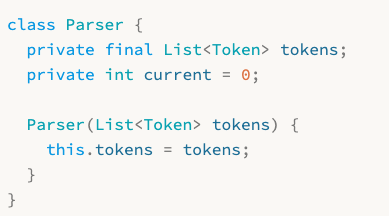 class Parser {
  private final List<Token> tokens;
  private int current = 0;

  Parser(List<Token> tokens) {
    this.tokens = tokens;
  }
}